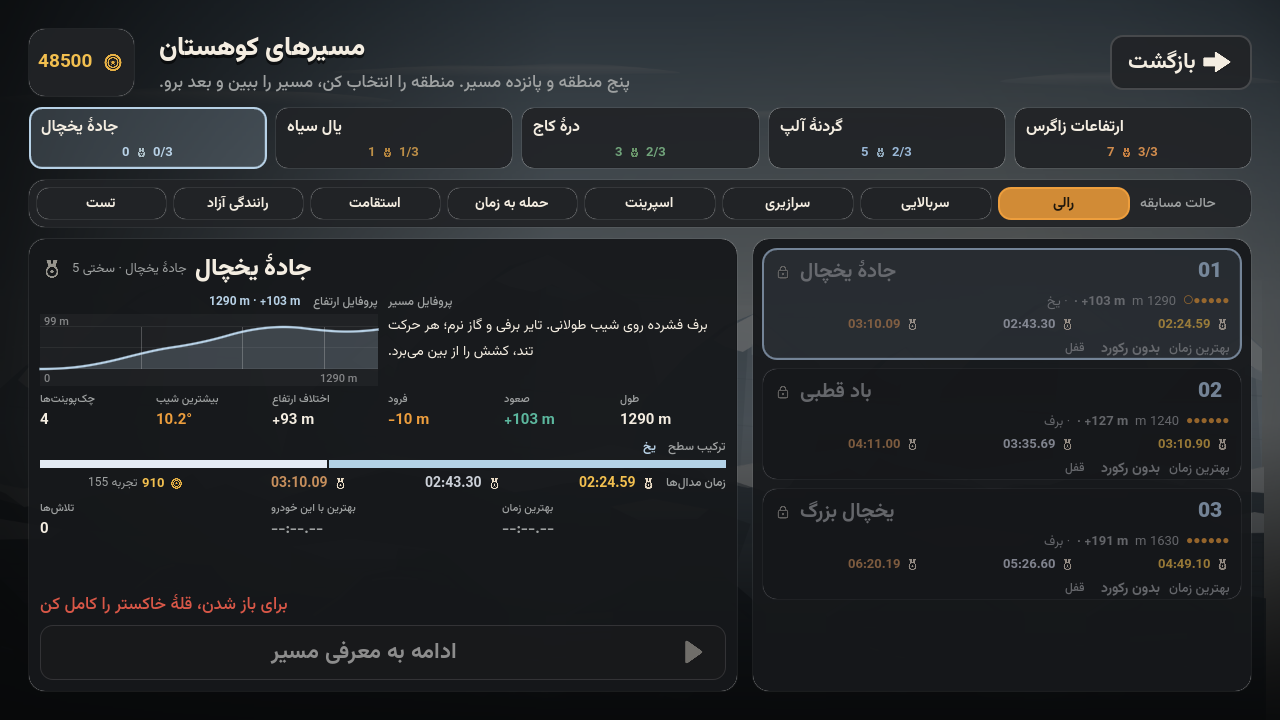 بازگشت
مسیرهای کوهستان
پنج منطقه و پانزده مسیر. منطقه را انتخاب کن، مسیر را ببین و بعد برو.
48500
ارتفاعات زاگرس
7 3/3
گردنهٔ آلپ
5 2/3
درهٔ کاج
3 2/3
یال سیاه
1 1/3
جادهٔ یخچال
0 0/3
حالت مسابقه
رالی
سربالایی
سرازیری
اسپرینت
حمله به زمان
استقامت
رانندگی آزاد
تست
01
جادهٔ یخچال
1290 m · +103 m · یخ
02:24.59
02:43.30
03:10.09
بهترین زمان بدون رکورد قفل
02
باد قطبی
1240 m · +127 m · برف
03:10.90
03:35.69
04:11.00
بهترین زمان بدون رکورد قفل
03
یخچال بزرگ
1630 m · +191 m · برف
04:49.10
05:26.60
06:20.19
بهترین زمان بدون رکورد قفل
جادهٔ یخچال
جادهٔ یخچال · سختی 5
پروفایل مسیر
برف فشرده روی شیب طولانی. تایر برفی و گاز نرم؛ هر حرکت
تند، کشش را از بین می‌برد.
پروفایل ارتفاع
1290 m · +103 m
99 m
0
1290 m
طول
1290 m
صعود
+103 m
فرود
−10 m
اختلاف ارتفاع
+93 m
بیشترین شیب
10.2°
چک‌پوینت‌ها
4
ترکیب سطح یخ
زمان مدال‌ها
02:24.59
02:43.30
03:10.09
910
تجربه 155
بهترین زمان
--:--.--
بهترین با این خودرو
--:--.--
تلاش‌ها
0
برای باز شدن، قلهٔ خاکستر را کامل کن
ادامه به معرفی مسیر